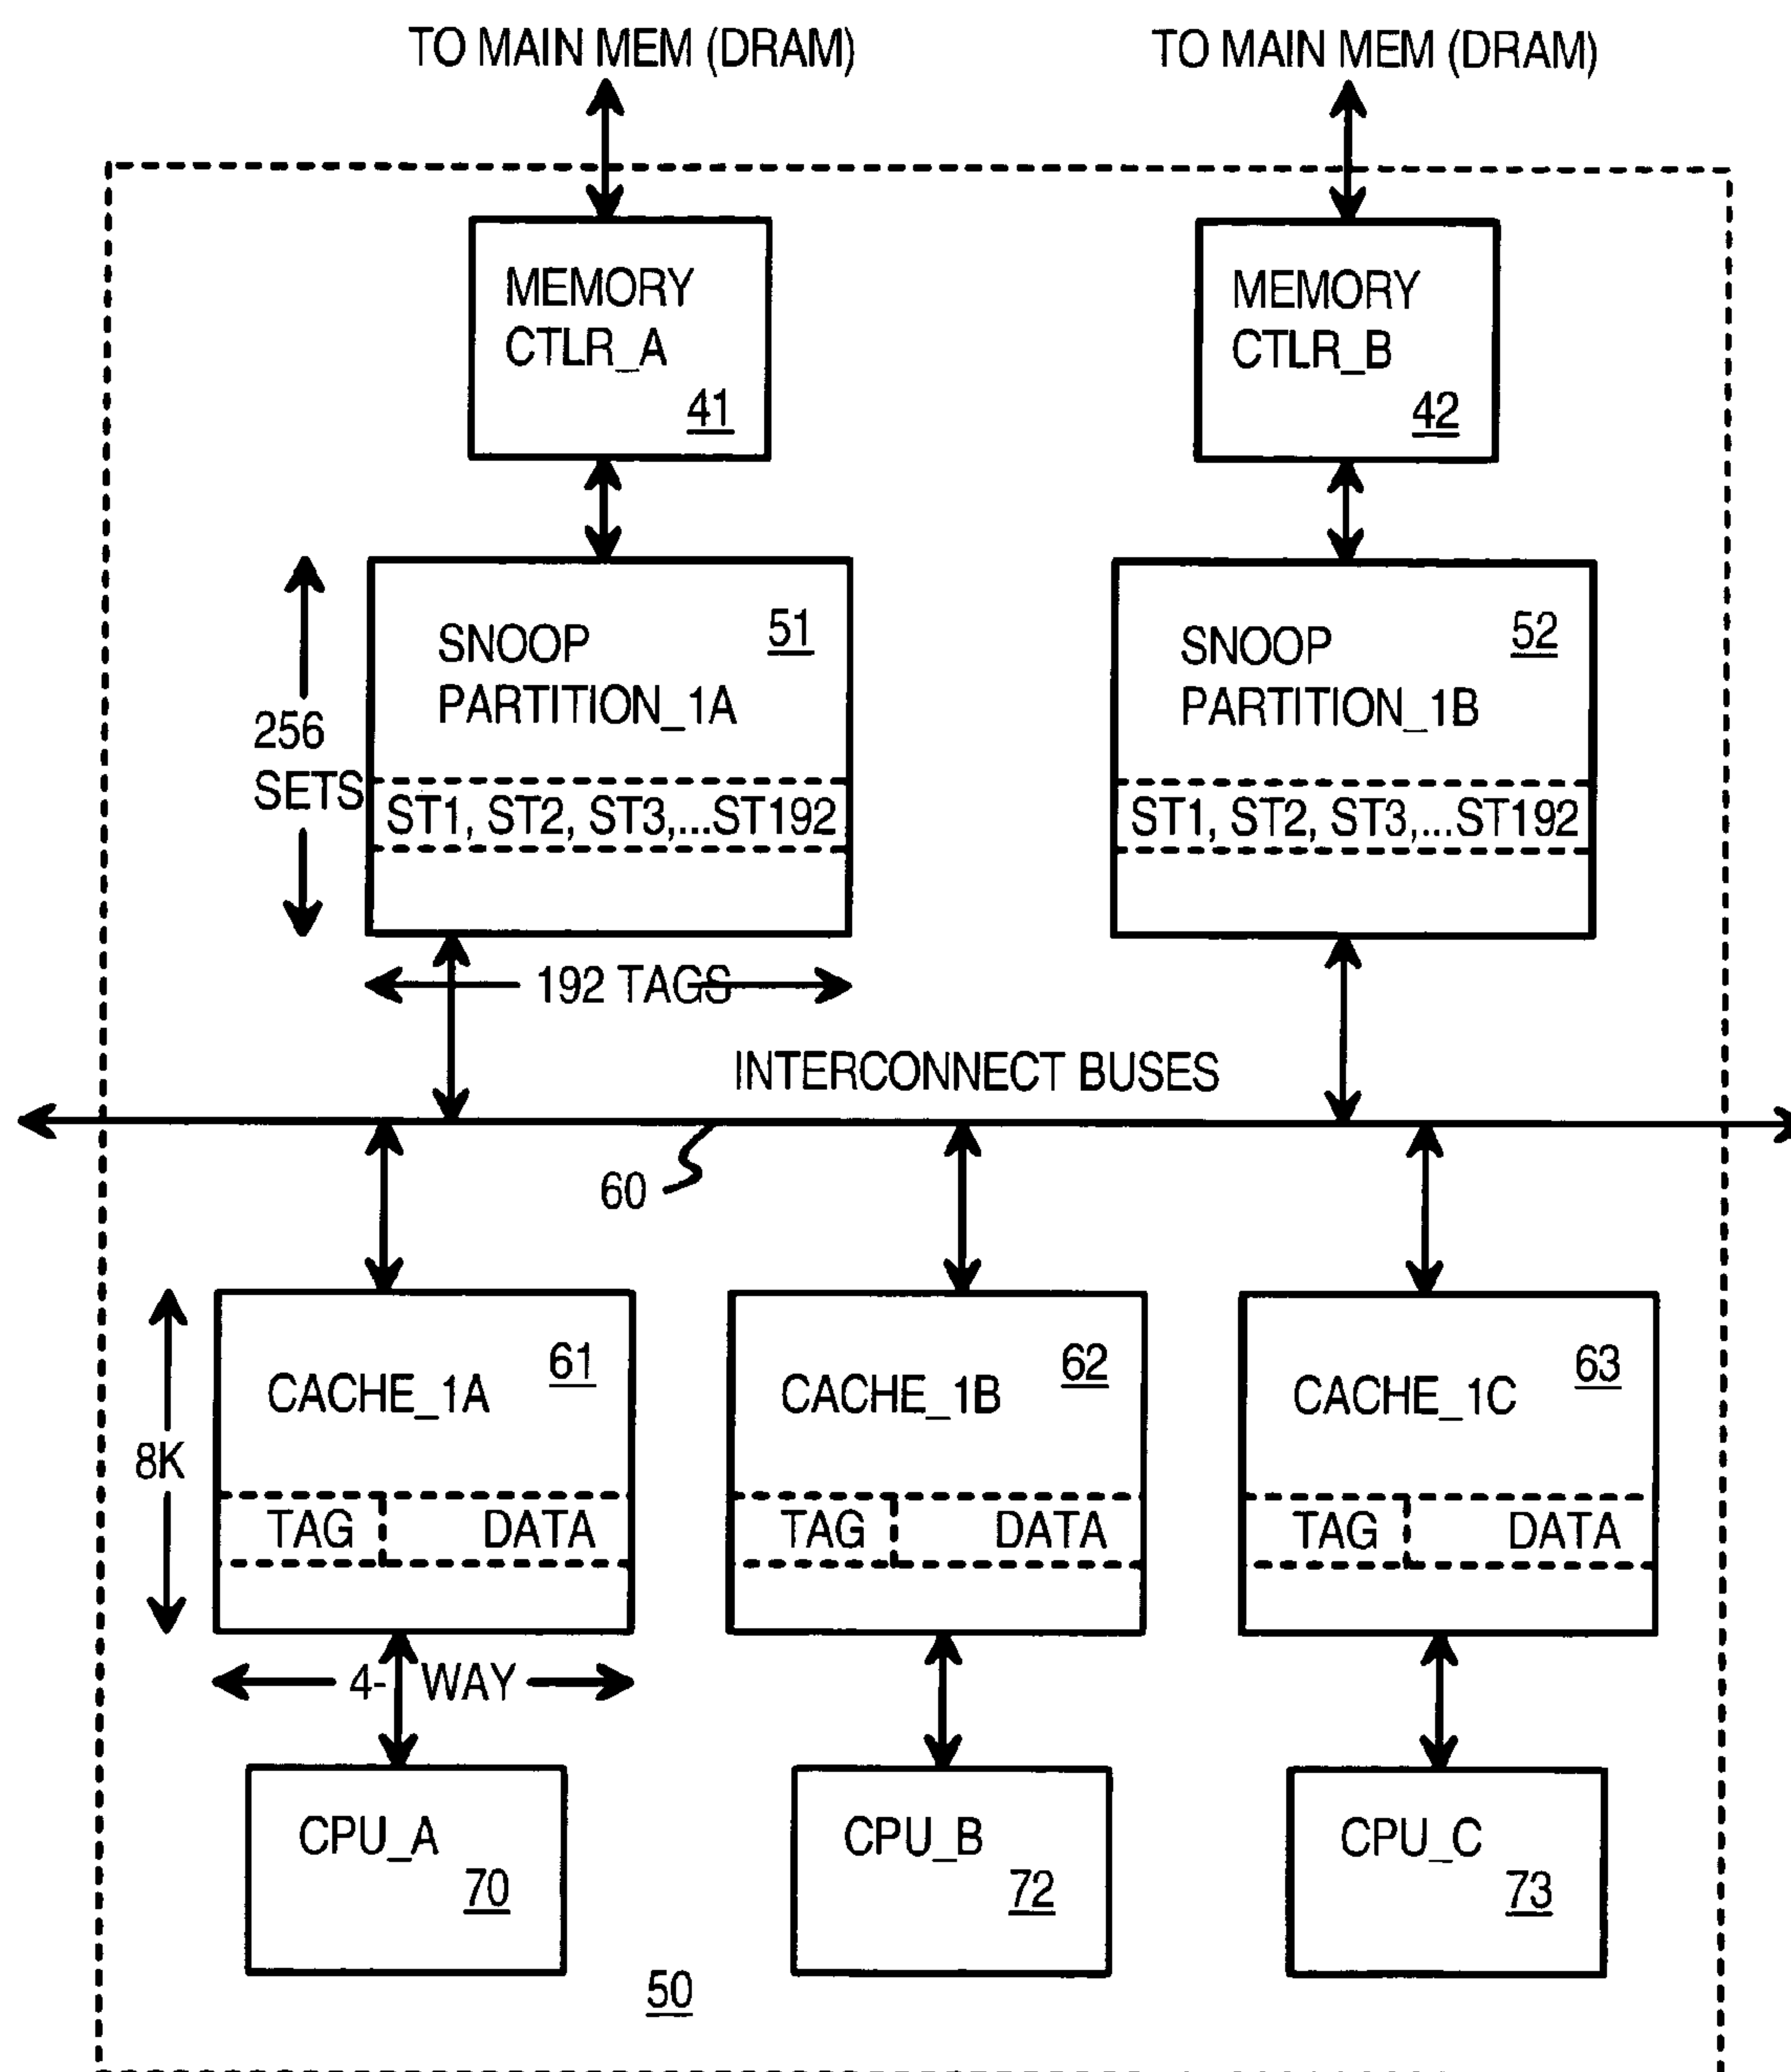 TO MAIN MEM (DRAM)
TO MAIN MEM (DRAM)
MEMORY
CTLR_A
41
MEMORY
CTLR_B
42
256
SETS
SNOOP
PARTITION_1A
51
ST1, ST2, ST3,...ST192
SNOOP
PARTITION_1B
52
ST1, ST2, ST3,...ST192
192 TAGS
INTERCONNECT BUSES
60
8K
CACHE_1A
61
TAG
DATA
CACHE_1B
62
TAG
DATA
CACHE_1C
63
TAG
DATA
4- WAY
CPU_A
70
CPU_B
72
CPU_C
73
50